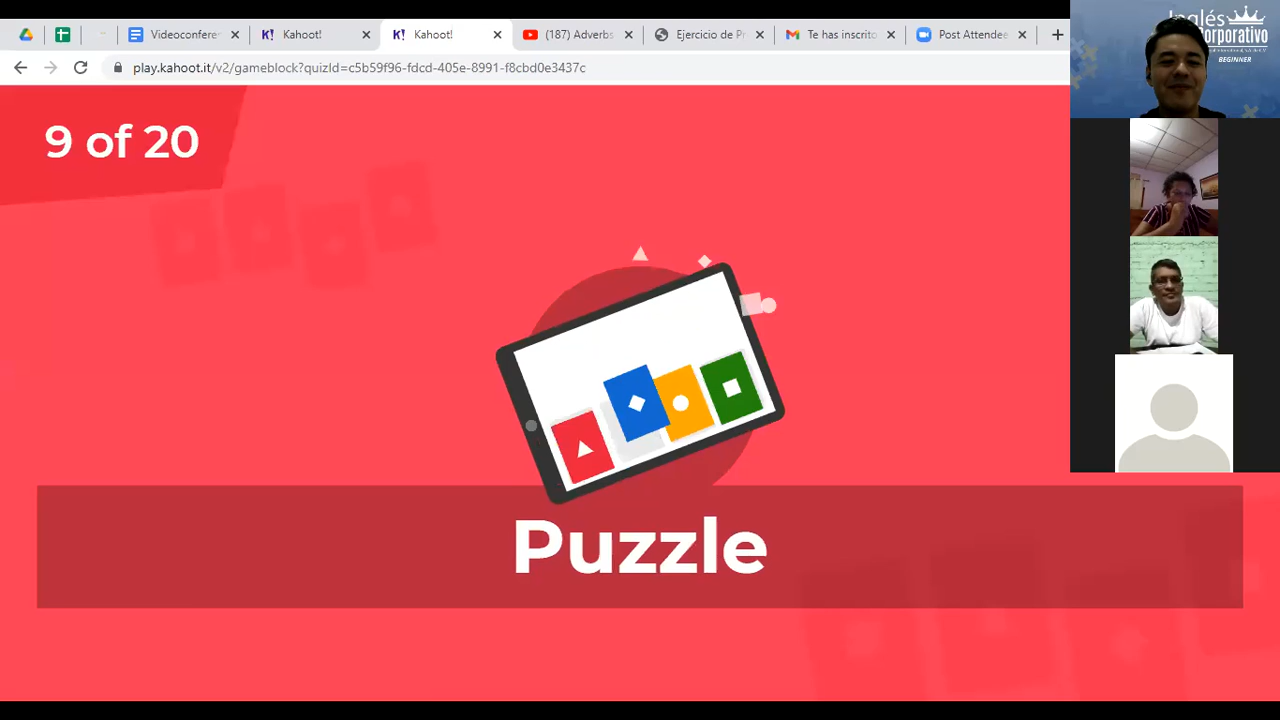 Videoconfere
Kahoot!
Kahoot!
(187) Adverbs
Ejercicio de Pr
Te has inscrito
Post Attendee
play.kahoot.it/v2/gameblock?quizId=c5b59f96-fdcd-405e-8991-f8cbd0e3437c
Inglés
Corporativo
BEGINNER
9 of 20
Puzzle